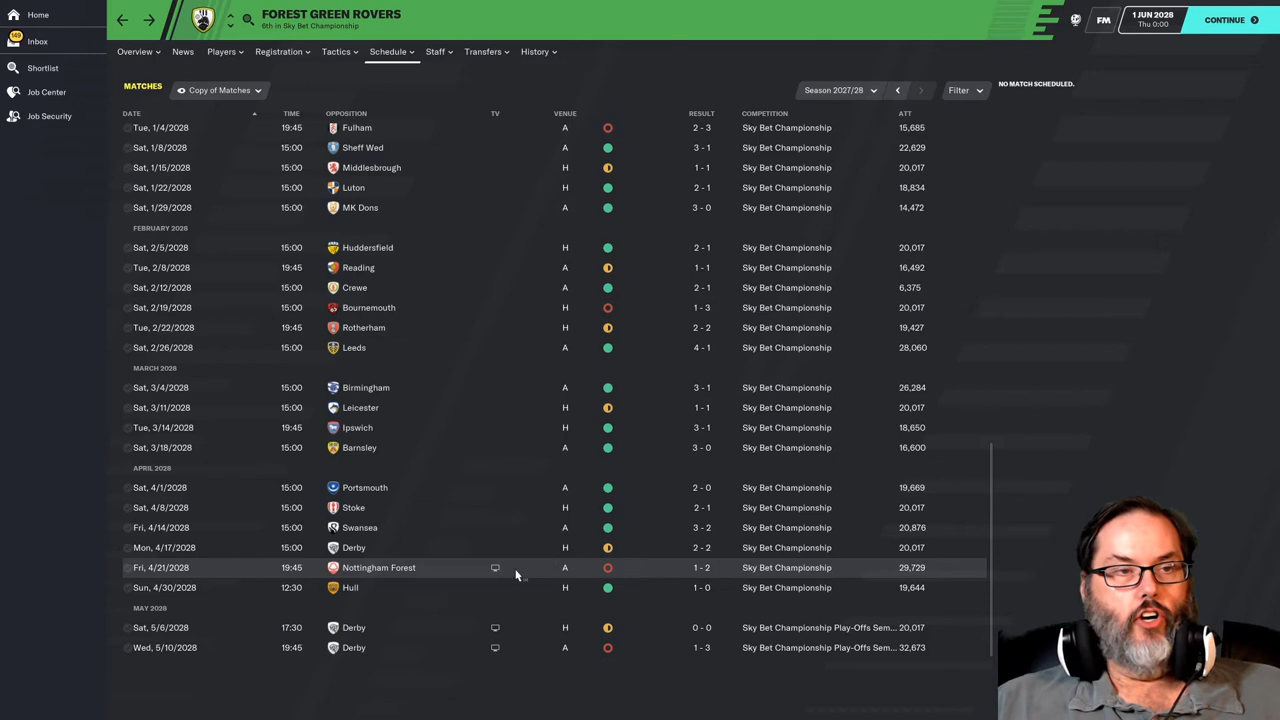 Home
FOREST GREEN ROVERS
6th in Sky Bet Championship
FM
1 JUN 2028
Thu 0:00
CONTINUE
149
Inbox
Overview News Players Registration Tactics Schedule Staff Transfers History
Shortlist
Job Center
Job Security
MATCHES Copy of Matches Season 2027/28 Filter NO MATCH SCHEDULED.
DATE TIME OPPOSITION TV VENUE RESULT COMPETITION ATT
Tue, 1/4/2028 19:45 Fulham A 2 - 3 Sky Bet Championship 15,685
Sat, 1/8/2028 15:00 Sheff Wed A 3 - 1 Sky Bet Championship 22,629
Sat, 1/15/2028 15:00 Middlesbrough H 1 - 1 Sky Bet Championship 20,017
Sat, 1/22/2028 15:00 Luton H 2 - 1 Sky Bet Championship 18,834
Sat, 1/29/2028 15:00 MK Dons A 3 - 0 Sky Bet Championship 14,472
FEBRUARY 2028
Sat, 2/5/2028 15:00 Huddersfield H 2 - 1 Sky Bet Championship 20,017
Tue, 2/8/2028 19:45 Reading A 1 - 1 Sky Bet Championship 16,492
Sat, 2/12/2028 15:00 Crewe A 2 - 1 Sky Bet Championship 6,375
Sat, 2/19/2028 15:00 Bournemouth H 1 - 3 Sky Bet Championship 20,017
Tue, 2/22/2028 19:45 Rotherham H 2 - 2 Sky Bet Championship 19,427
Sat, 2/26/2028 15:00 Leeds A 4 - 1 Sky Bet Championship 28,060
MARCH 2028
Sat, 3/4/2028 15:00 Birmingham A 3 - 1 Sky Bet Championship 26,284
Sat, 3/11/2028 15:00 Leicester H 1 - 1 Sky Bet Championship 20,017
Tue, 3/14/2028 19:45 Ipswich H 3 - 1 Sky Bet Championship 18,650
Sat, 3/18/2028 15:00 Barnsley A 3 - 0 Sky Bet Championship 16,600
APRIL 2028
Sat, 4/1/2028 15:00 Portsmouth A 2 - 0 Sky Bet Championship 19,669
Sat, 4/8/2028 15:00 Stoke H 2 - 1 Sky Bet Championship 20,017
Fri, 4/14/2028 15:00 Swansea A 3 - 2 Sky Bet Championship 20,876
Mon, 4/17/2028 15:00 Derby H 2 - 2 Sky Bet Championship 20,017
Fri, 4/21/2028 19:45 Nottingham Forest A 1 - 2 Sky Bet Championship 29,729
Sun, 4/30/2028 12:30 Hull H 1 - 0 Sky Bet Championship 19,644
MAY 2028
Sat, 5/6/2028 17:30 Derby H 0 - 0 Sky Bet Championship Play-Offs Sem... 20,017
Wed, 5/10/2028 19:45 Derby A 1 - 3 Sky Bet Championship Play-Offs Sem... 32,673